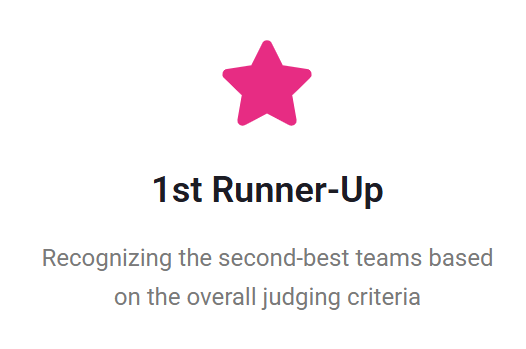 1st Runner-Up
Recognizing the second-best teams based
on the overall judging criteria